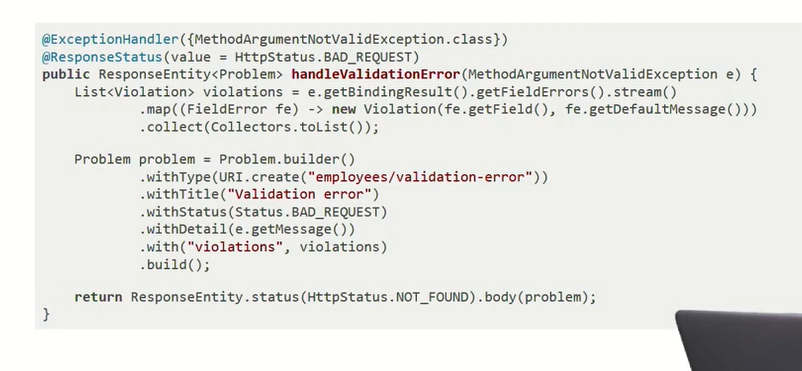 @ExceptionHandler({MethodArgumentNotValidException.class})
@ResponseStatus(value = HttpStatus.BAD_REQUEST)
public ResponseEntity<Problem> handleValidationError(MethodArgumentNotValidException e) {
    List<Violation> violations = e.getBindingResult().getFieldErrors().stream()
            .map((FieldError fe) -> new Violation(fe.getField(), fe.getDefaultMessage()))
            .collect(Collectors.toList());

    Problem problem = Problem.builder()
            .withType(URI.create("employees/validation-error"))
            .withTitle("Validation error")
            .withStatus(Status.BAD_REQUEST)
            .withDetail(e.getMessage())
            .with("violations", violations)
            .build();

    return ResponseEntity.status(HttpStatus.NOT_FOUND).body(problem);
}